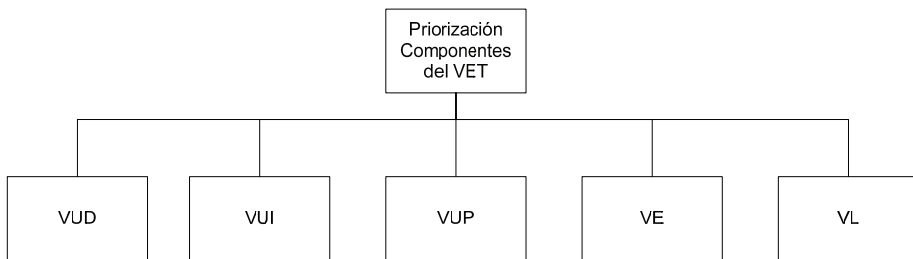 Priorización
Componentes
del VET
VUD
VUI
VUP
VE
VL